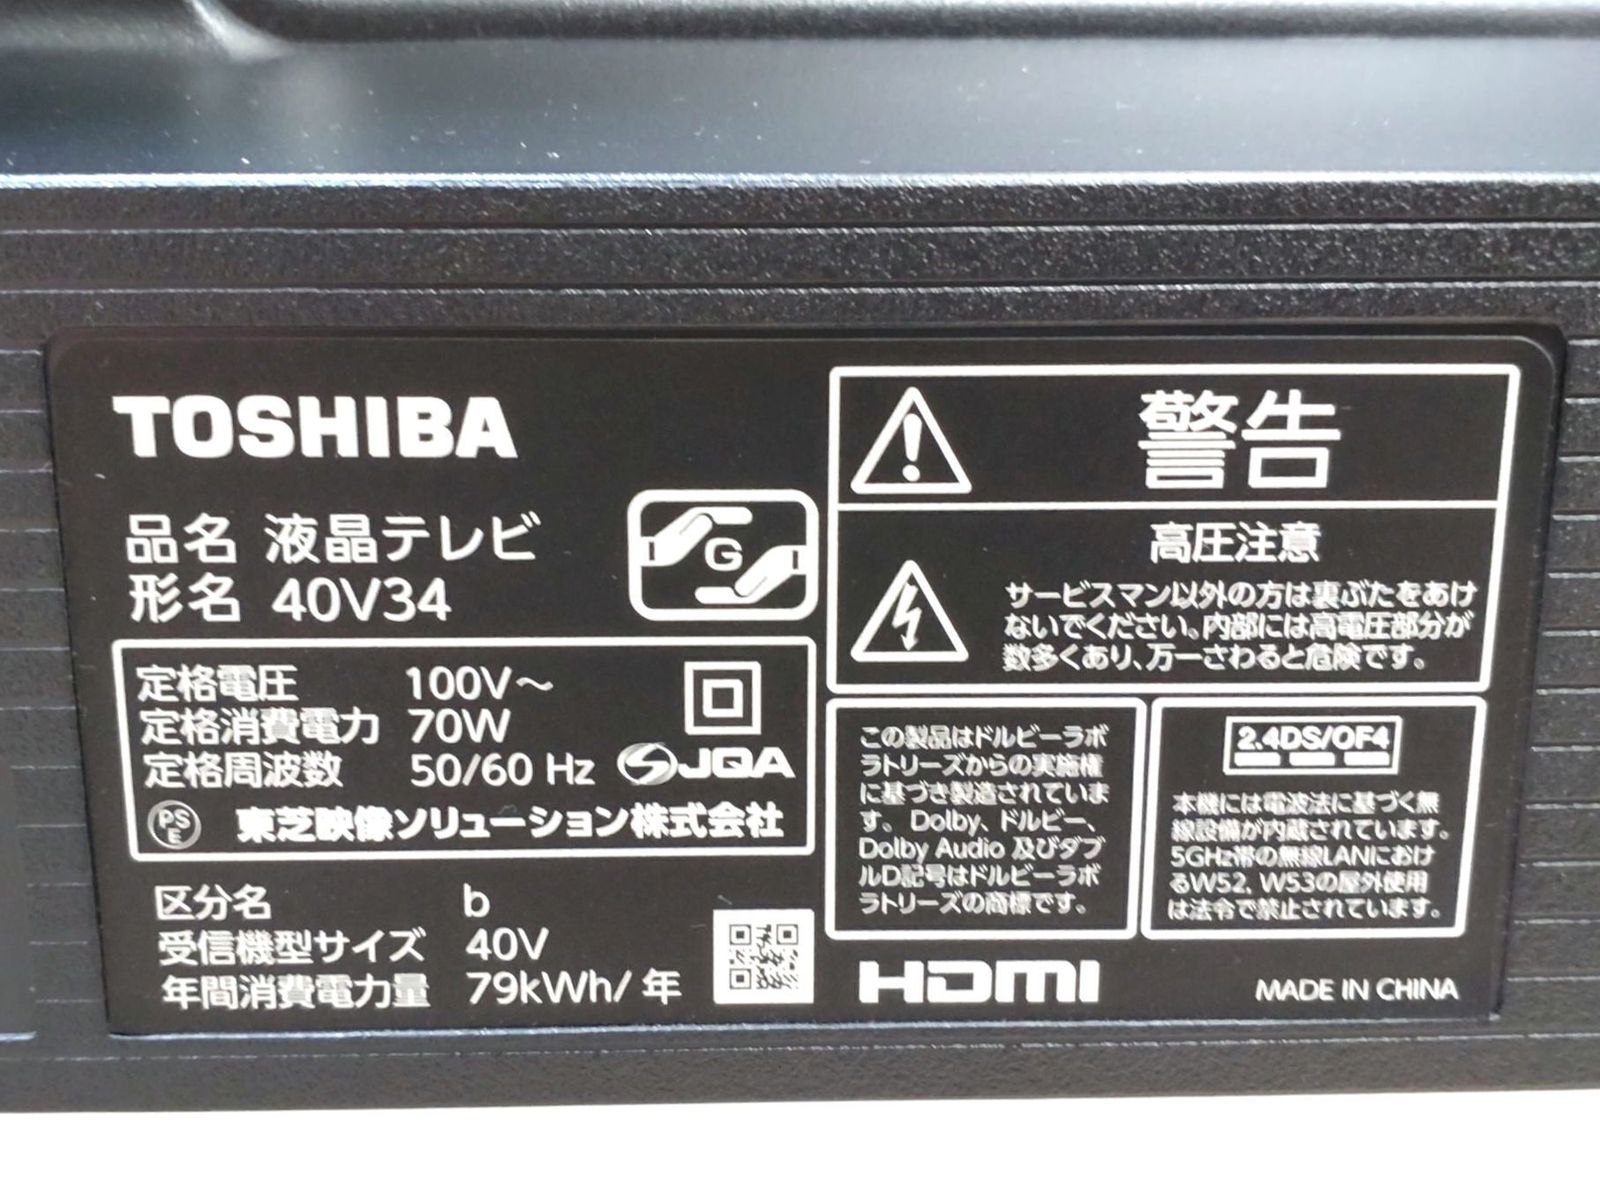 TOSHIBA
品名 液晶テレビ
形名 40V34
G
定格電圧 100V～
定格消費電力 70W
定格周波数 50/60 Hz
JQA
PS
E
東芝映像ソリューション株式会社
区分名 b
受信機型サイズ 40V
年間消費電力量 79kWh/年
警告
高圧注意
サービスマン以外の方は裏ぶたをあけ
ないでください。内部には高電圧部分が
数多くあり、万一さわると危険です。
この製品はドルビーラボ
ラトリーズからの実施権
に基づき製造されていま
す。Dolby、ドルビー、
Dolby Audio 及びダブ
ルD記号はドルビーラボ
ラトリーズの商標です。
2.4DS/OF4
本機には電波法に基づく無
線設備が内蔵されています。
5GHz帯の無線LANにおけ
るW52, W53の屋外使用
は法令で禁止されています。
HDMI
MADE IN CHINA